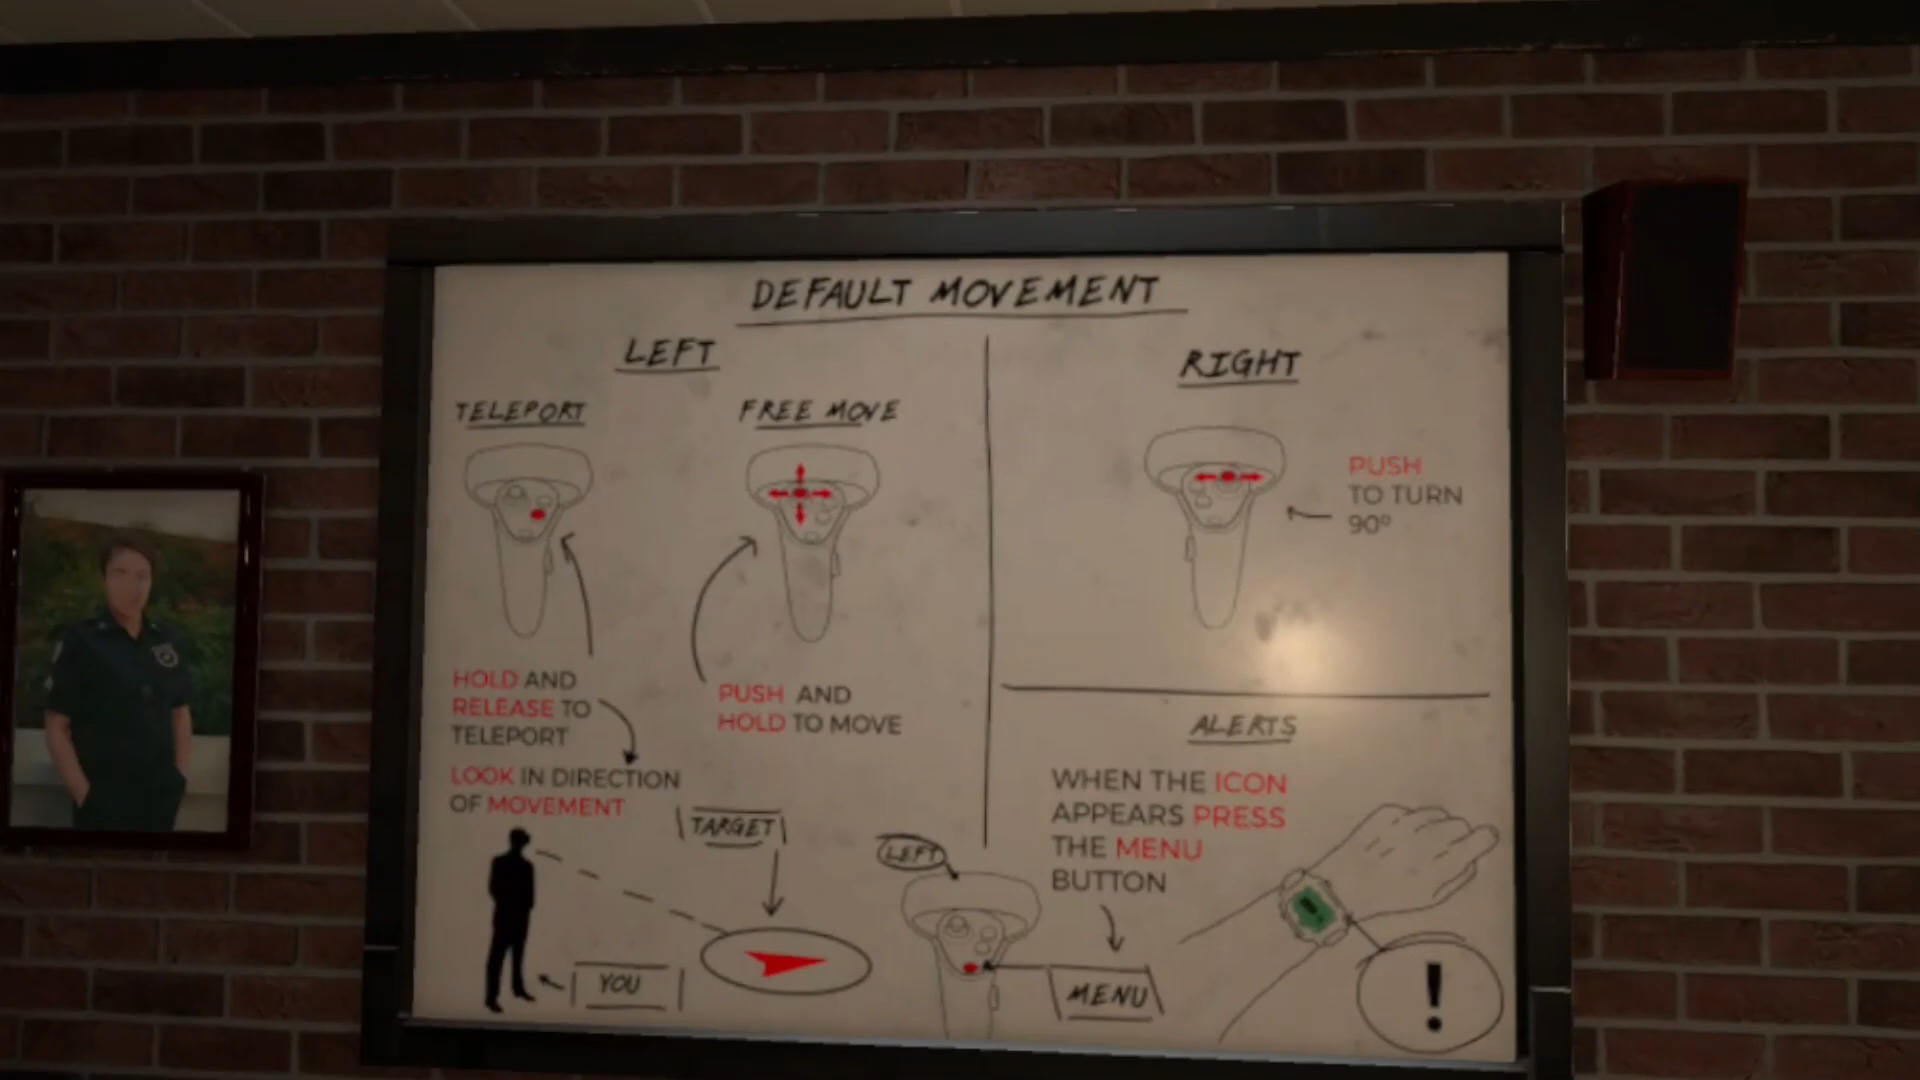 DEFAULT MOVEMENT
LEFT
TELEPORT
FREE MOVE
HOLD AND
RELEASE TO
TELEPORT
LOOK IN DIRECTION
OF MOVEMENT
PUSH AND
HOLD TO MOVE
TARGET
YOU
RIGHT
PUSH
TO TURN
90º
ALERTS
WHEN THE ICON
APPEARS PRESS
THE MENU
BUTTON
LEFT
MENU
!